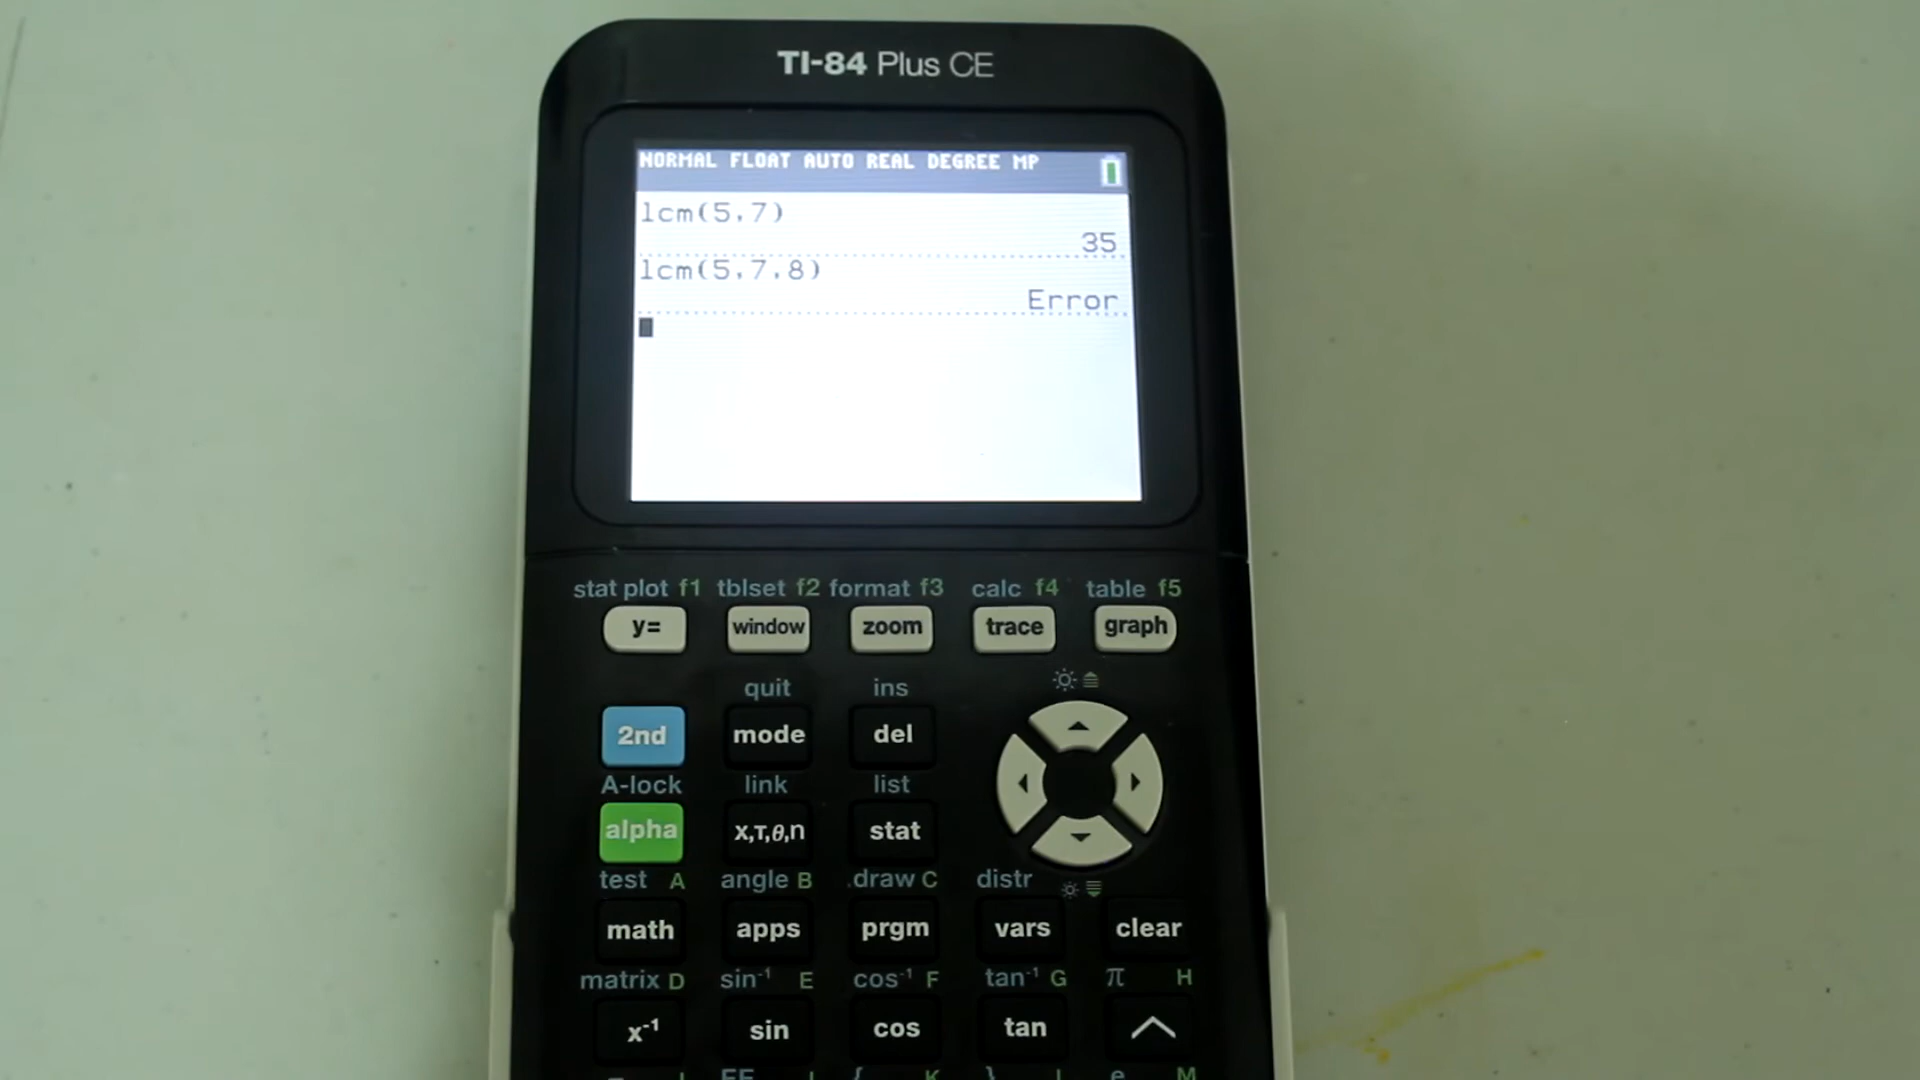 TI-84 Plus CE
NORMAL FLOAT AUTO REAL DEGREE MP
lcm(5,7)
35
lcm(5,7,8)
Error
stat plot f1 tblset f2 format f3 calc f4 table f5
y= window zoom trace graph
quit ins
2nd mode del
A-lock link list
alpha X,T,θ,n stat
test A angle B draw C distr
math apps prgm vars clear
matrix D sin⁻¹ E cos⁻¹ F tan⁻¹ G π H
x⁻¹ sin cos tan ^
EE { K } L e M